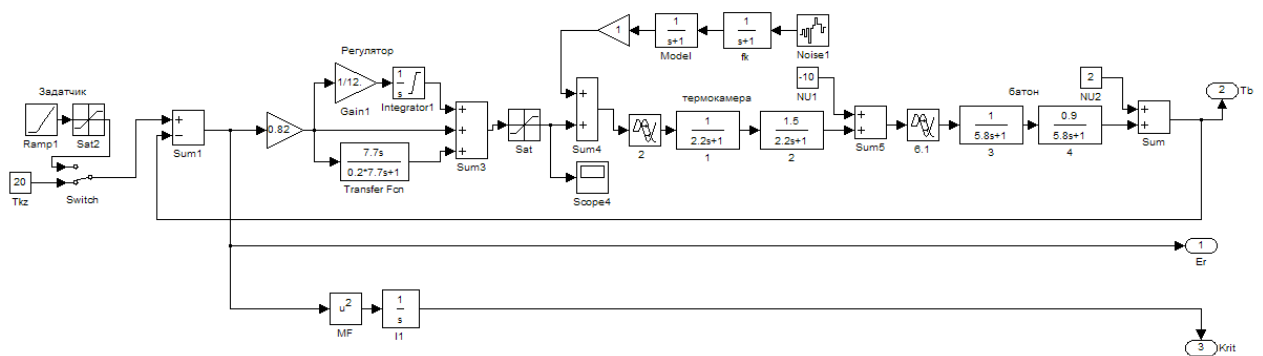 1
1
s+1
Model
1
s+1
fk
Noise1
Задатчик
Ramp1
Sat2
Регулятор
1/12.
Gain1
1
s
Integrator1
-10
NU1
2
NU2
2
Tb
термокамера
батон
Sum1
0.82
7.7s
0.2*7.7s+1
Transfer Fcn
Sum3
Sat
Sum4
2
1
2.2s+1
1
1.5
2.2s+1
2
Sum5
6.1
1
5.8s+1
3
0.9
5.8s+1
4
Sum
20
Tkz
Switch
Scope4
1
Er
u2
MF
1
s
I1
3
Krit